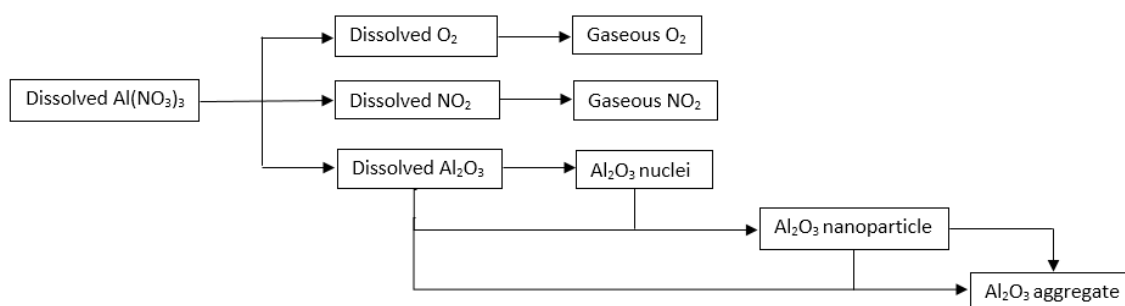 Dissolved O₂
Gaseous O₂
Dissolved Al(NO₃)₃
Dissolved NO₂
Gaseous NO₂
Dissolved Al₂O₃
Al₂O₃ nuclei
Al₂O₃ nanoparticle
Al₂O₃ aggregate